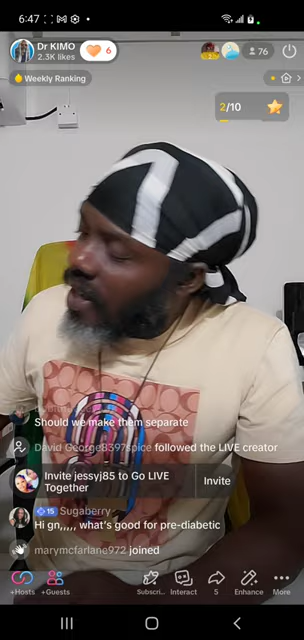 6:47
Dr KIMO
2.3K likes
6
76
Weekly Ranking
2/10
Should we make them separate
David George8397spice followed the LIVE creator
Invite jessyj85 to Go LIVE
Together
Invite
15 Sugaberry
Hi gn,,,,, what's good for pre-diabetic
marymcfarlane972 joined
+Hosts
+Guests
Subscri...
Interact
5
Enhance
More